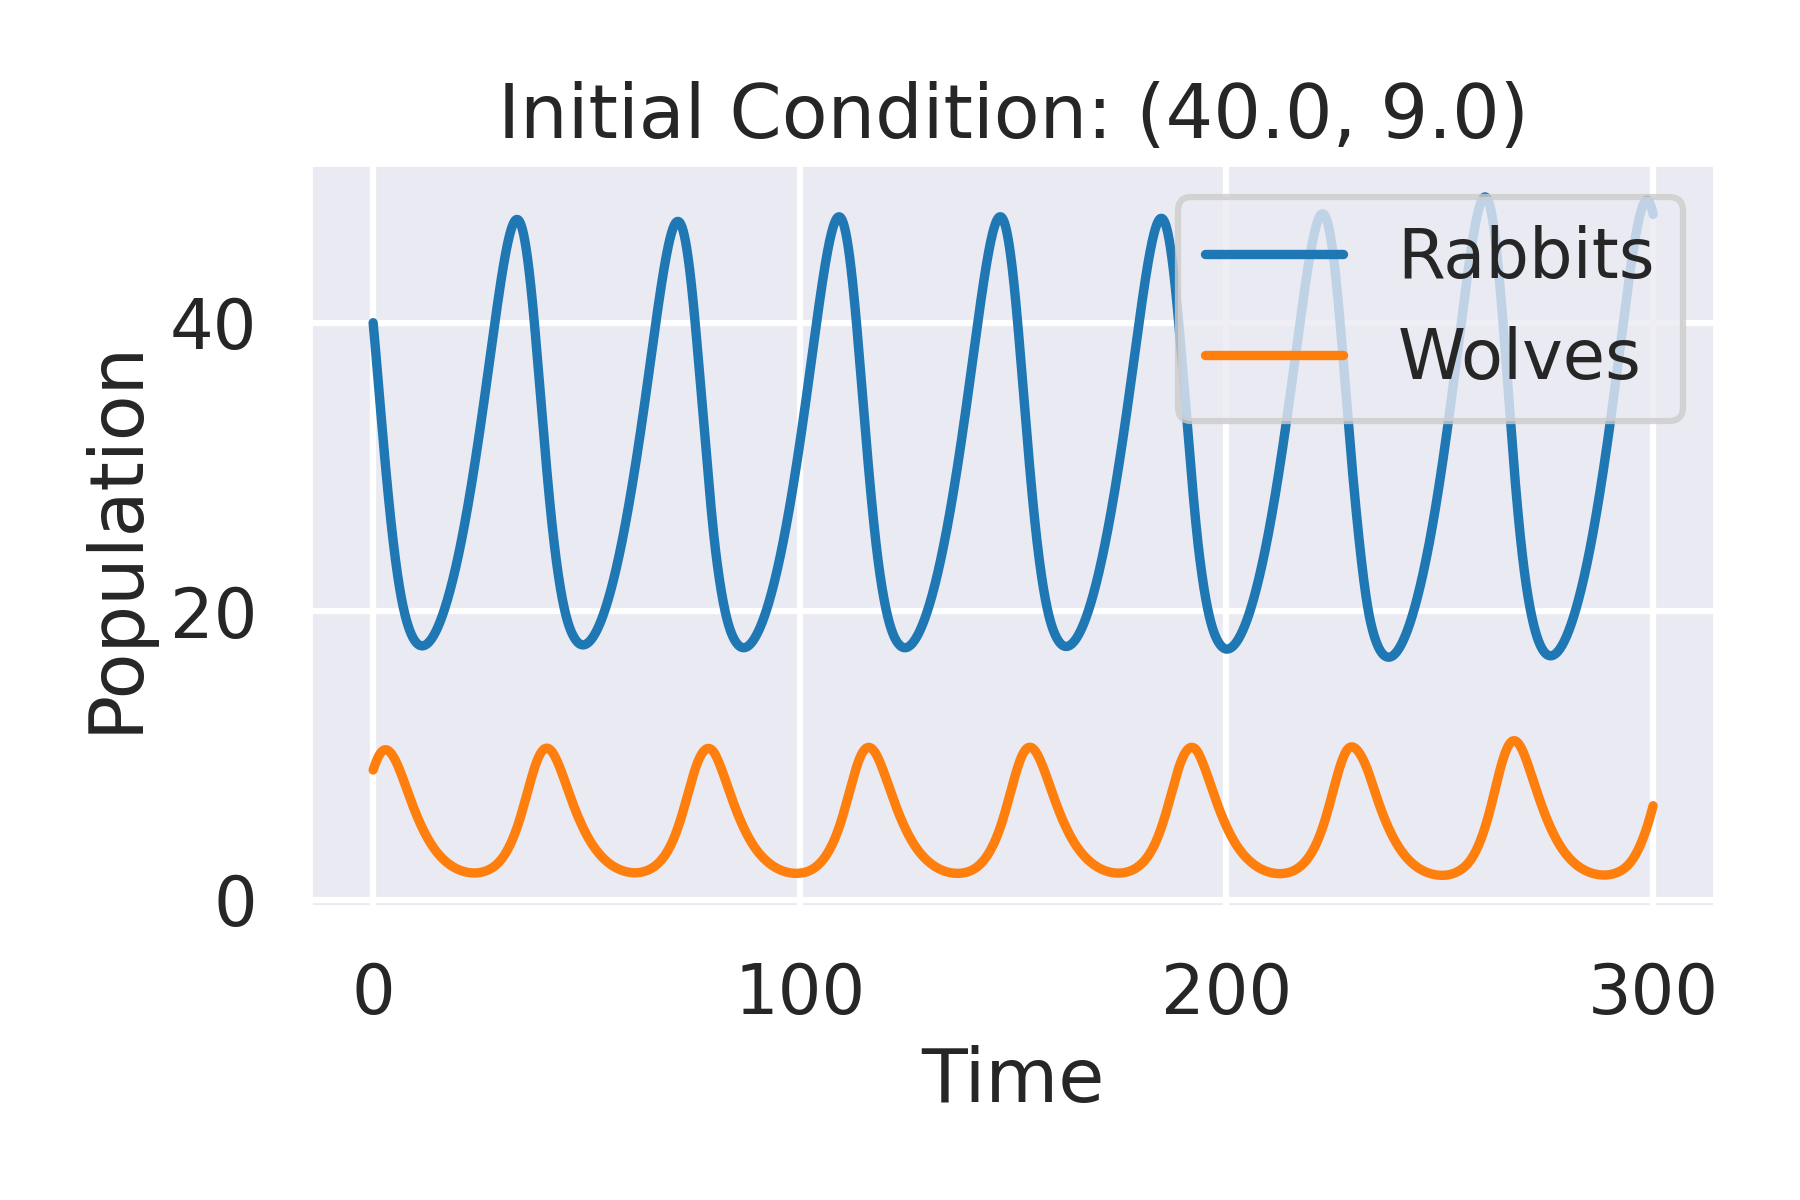 Initial Condition: (40.0, 9.0)
Rabbits
Wolves
Population
40
20
0
0 100 200 300
Time